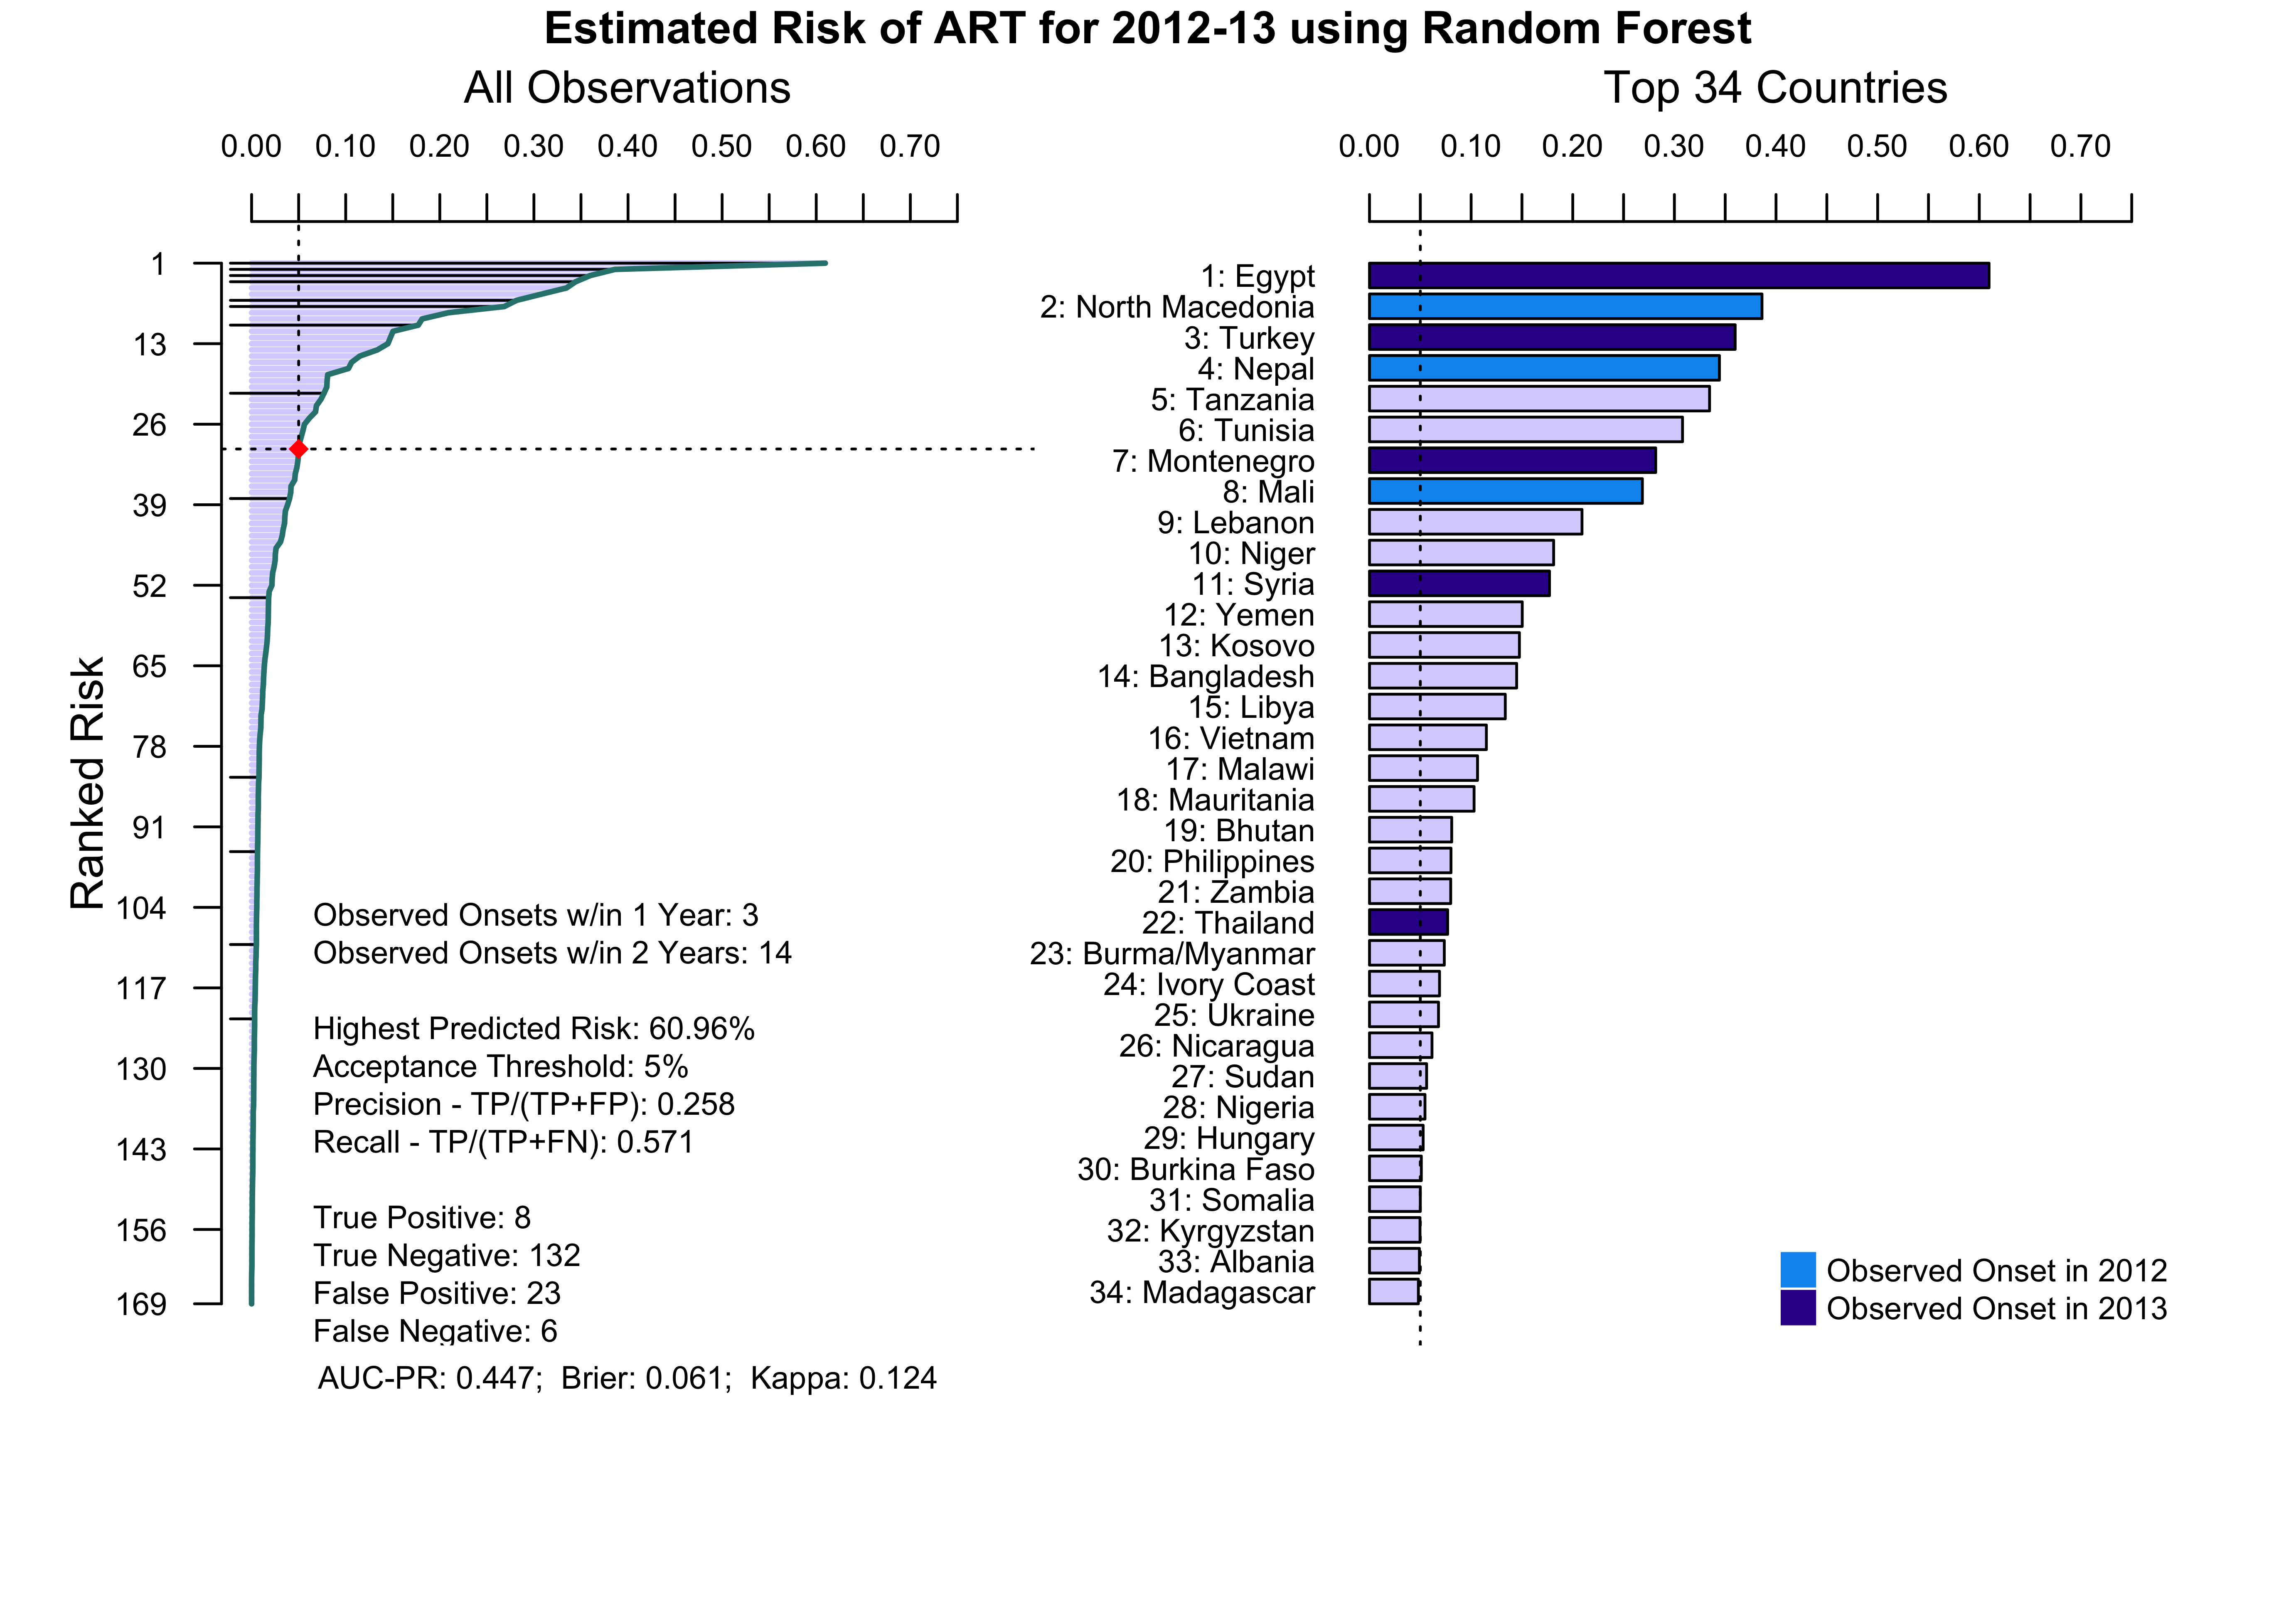 Estimated Risk of ART for 2012-13 using Random Forest
All Observations
0.00 0.10 0.20 0.30 0.40 0.50 0.60 0.70
Ranked Risk
1
13
26
39
52
65
78
91
104
117
130
143
156
169
Observed Onsets w/in 1 Year: 3
Observed Onsets w/in 2 Years: 14
Highest Predicted Risk: 60.96%
Acceptance Threshold: 5%
Precision - TP/(TP+FP): 0.258
Recall - TP/(TP+FN): 0.571
True Positive: 8
True Negative: 132
False Positive: 23
False Negative: 6
AUC-PR: 0.447; Brier: 0.061; Kappa: 0.124
Top 34 Countries
0.00 0.10 0.20 0.30 0.40 0.50 0.60 0.70
1: Egypt
2: North Macedonia
3: Turkey
4: Nepal
5: Tanzania
6: Tunisia
7: Montenegro
8: Mali
9: Lebanon
10: Niger
11: Syria
12: Yemen
13: Kosovo
14: Bangladesh
15: Libya
16: Vietnam
17: Malawi
18: Mauritania
19: Bhutan
20: Philippines
21: Zambia
22: Thailand
23: Burma/Myanmar
24: Ivory Coast
25: Ukraine
26: Nicaragua
27: Sudan
28: Nigeria
29: Hungary
30: Burkina Faso
31: Somalia
32: Kyrgyzstan
33: Albania
34: Madagascar
Observed Onset in 2012
Observed Onset in 2013